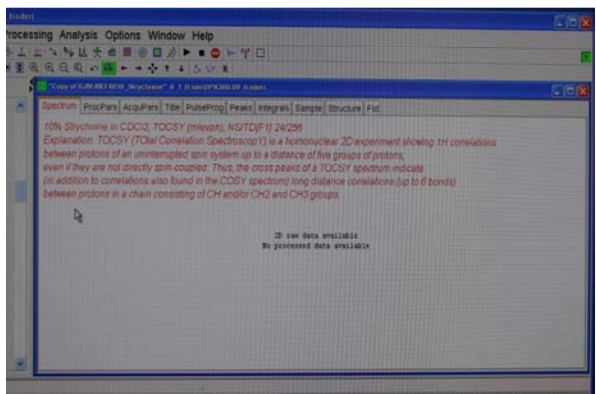 Processing Analysis Options Window Help
Spectrum ProcPars AcquPars Title PulseProg Peaks Integrals Sample Structure Fid
10% Strychnine in CDCl3, TOCSY (mlevph), NS/TD(F1) 24/256
Explanation: TOCSY (TOtal Correlation SpectroscopY) is a homonuclear 2D experiment showing 1H correlations
between protons of an uninterrupted spin system up to a distance of five groups of protons,
even if they are not directly spin-coupled. Thus, the cross peaks of a TOCSY spectrum indicate
(in addition to correlations also found in the COSY spectrum) long distance correlations (up to 6 bonds)
between protons in a chain consisting of CH and/or CH2 and CH3 groups.
2D raw data available
No processed data available